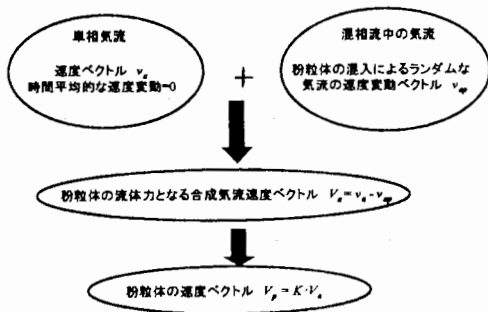 単相気流
速度ベクトル v_a
時間平均的な速度変動=0
+
混相流中の気流
粉粒体の混入によるランダムな
気流の速度変動ベクトル v_ap
粉粒体の流体力となる合成気流速度ベクトル V_a = v_a - v_ap
粉粒体の速度ベクトル V_p = K・V_a